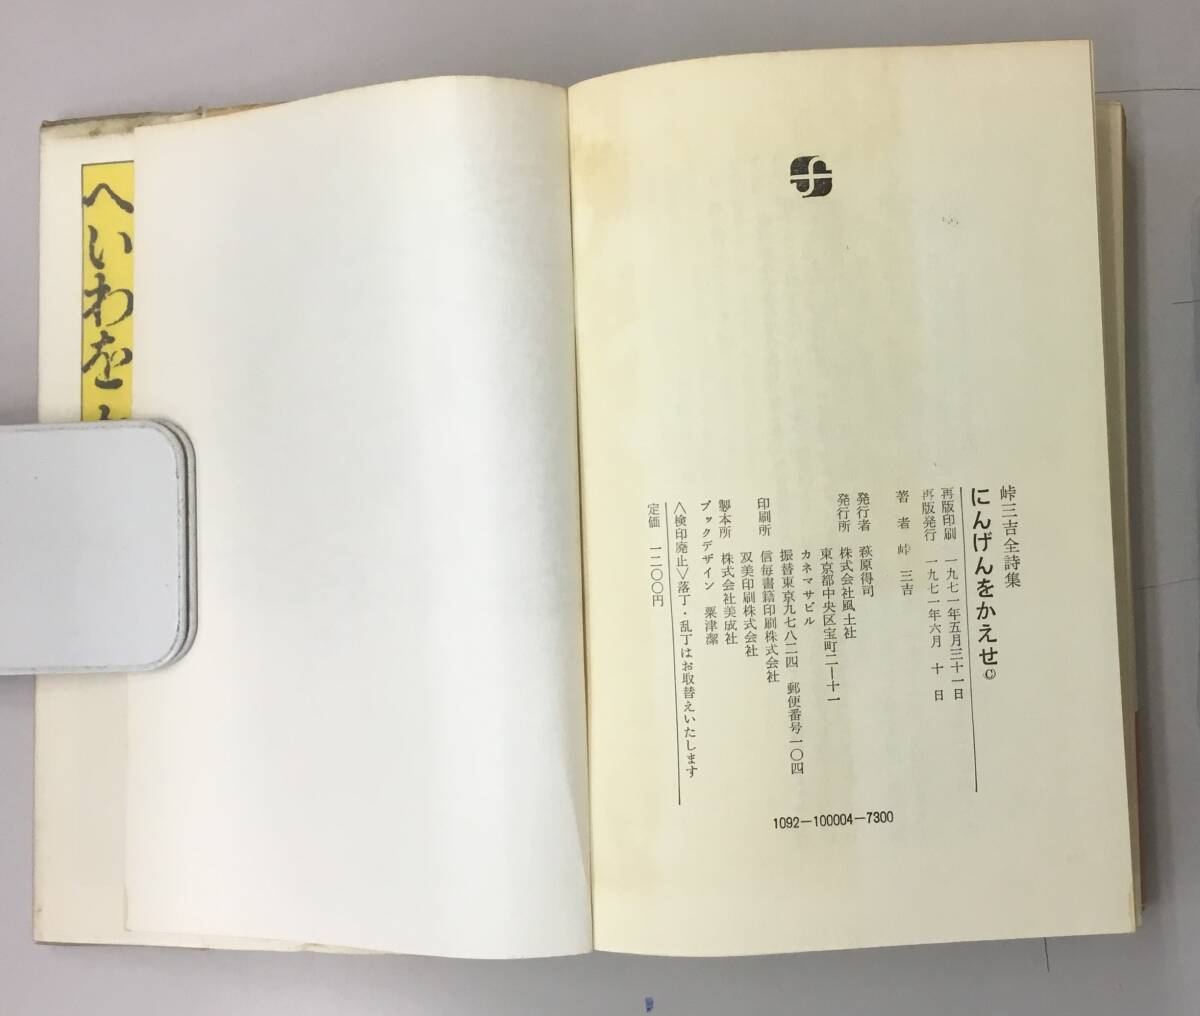 へいわを
峠三吉全詩集
にんげんをかえせ©
再版印刷 一九七一年五月三十一日
再版発行 一九七一年六月 十 日
著 者 峠 三吉
発行者 萩原得司
発行所 株式会社風土社
東京都中央区宝町二―十一
カネマサビル
振替東京九七八二四 郵便番号一〇四
印刷所 信毎書籍印刷株式会社
双美印刷株式会社
製本所 株式会社美成社
ブックデザイン 粟津潔
〈検印廃止〉落丁・乱丁はお取替えいたします
定価 一二〇〇円
1092―100004―7300